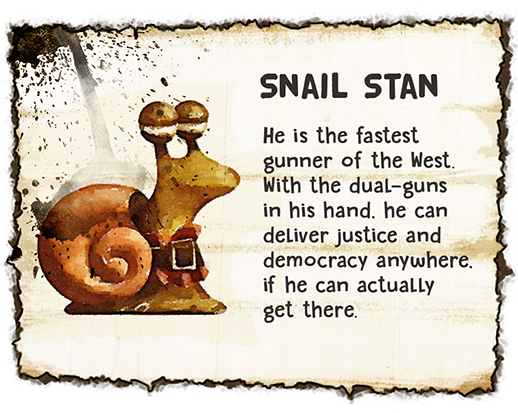 SNAIL STAN
He is the fastest
gunner of the West.
With the dual-guns
in his hand, he can
deliver justice and
democracy anywhere,
if he can actually
get there.